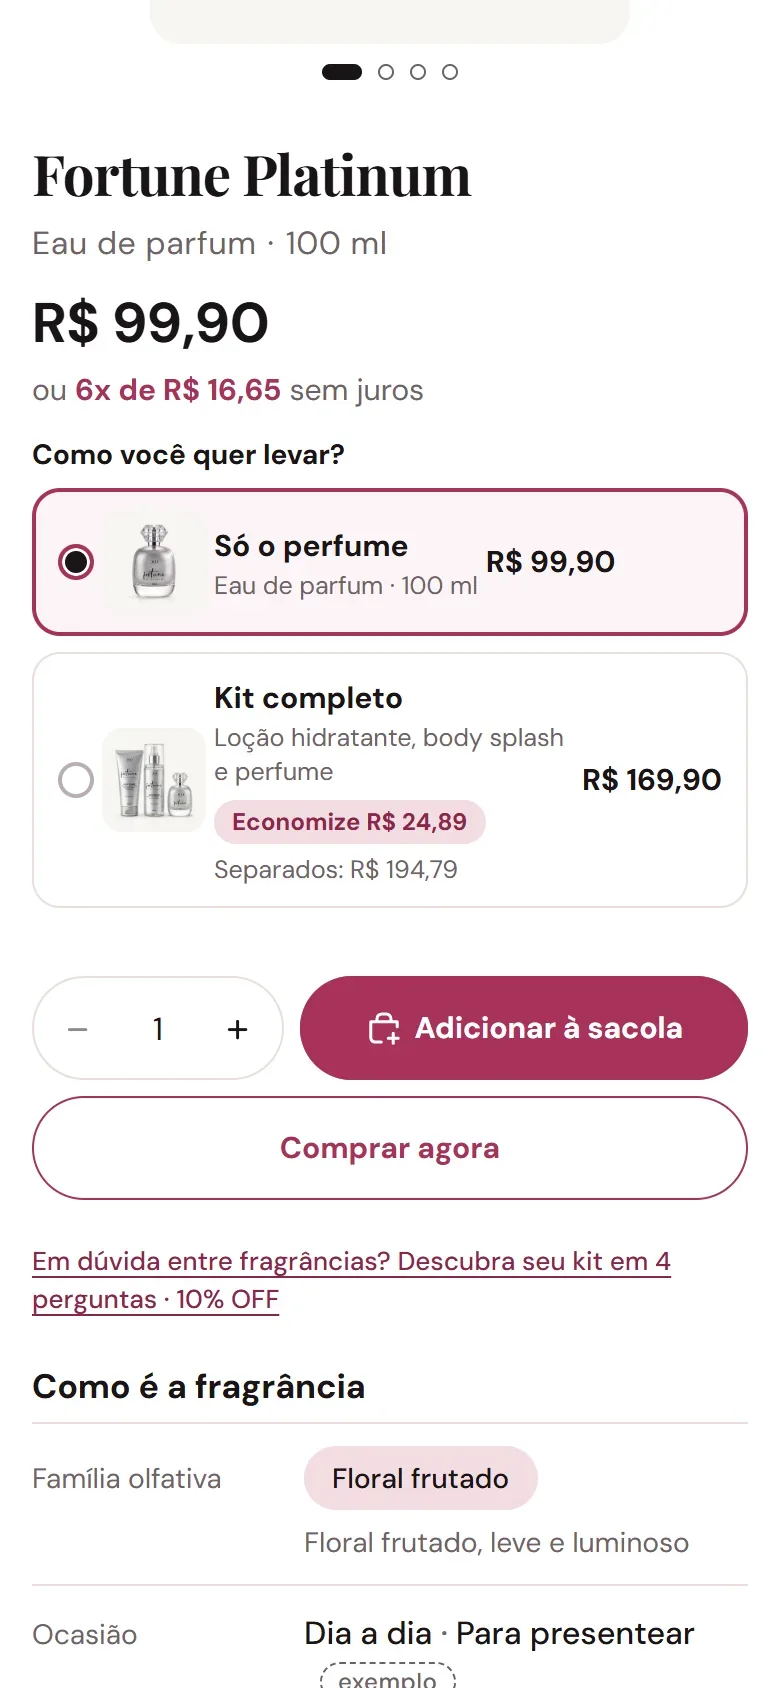 Fortune Platinum
Eau de parfum · 100 ml
R$ 99,90
ou 6x de R$ 16,65 sem juros
Como você quer levar?
Só o perfume
Eau de parfum · 100 ml
R$ 99,90
Kit completo
Loção hidratante, body splash
e perfume
R$ 169,90
Economize R$ 24,89
Separados: R$ 194,79
− 1 +
Adicionar à sacola
Comprar agora
Em dúvida entre fragrâncias? Descubra seu kit em 4
perguntas · 10% OFF
Como é a fragrância
Família olfativa
Floral frutado
Floral frutado, leve e luminoso
Ocasião
Dia a dia · Para presentear
exemplo